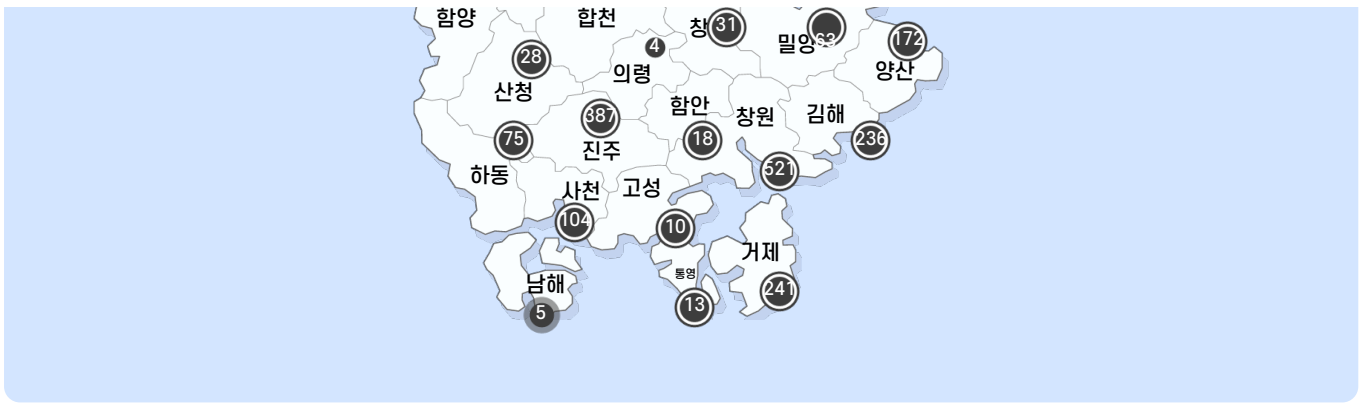 함양
합천
창
31
63
밀양
172
양산
28
4
의령
산청
387
함안
창원
김해
75
18
236
진주
521
하동
사천
고성
104
10
거제
통영
남해
241
13
5